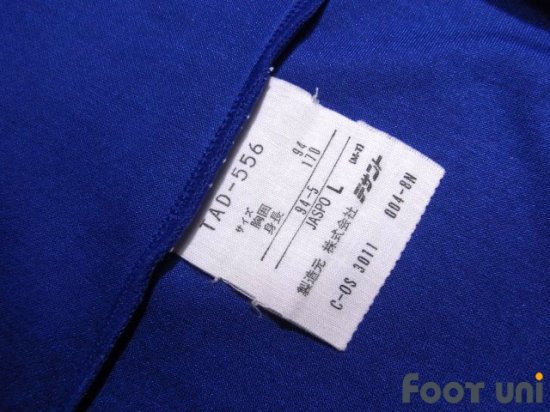 TAD-556
サイズ
胸囲 94
身長 170
94-5
JASPO L (M-X)
製造元 株式会社 デサント
C-OS 3011 004-8N
FOOT UNi